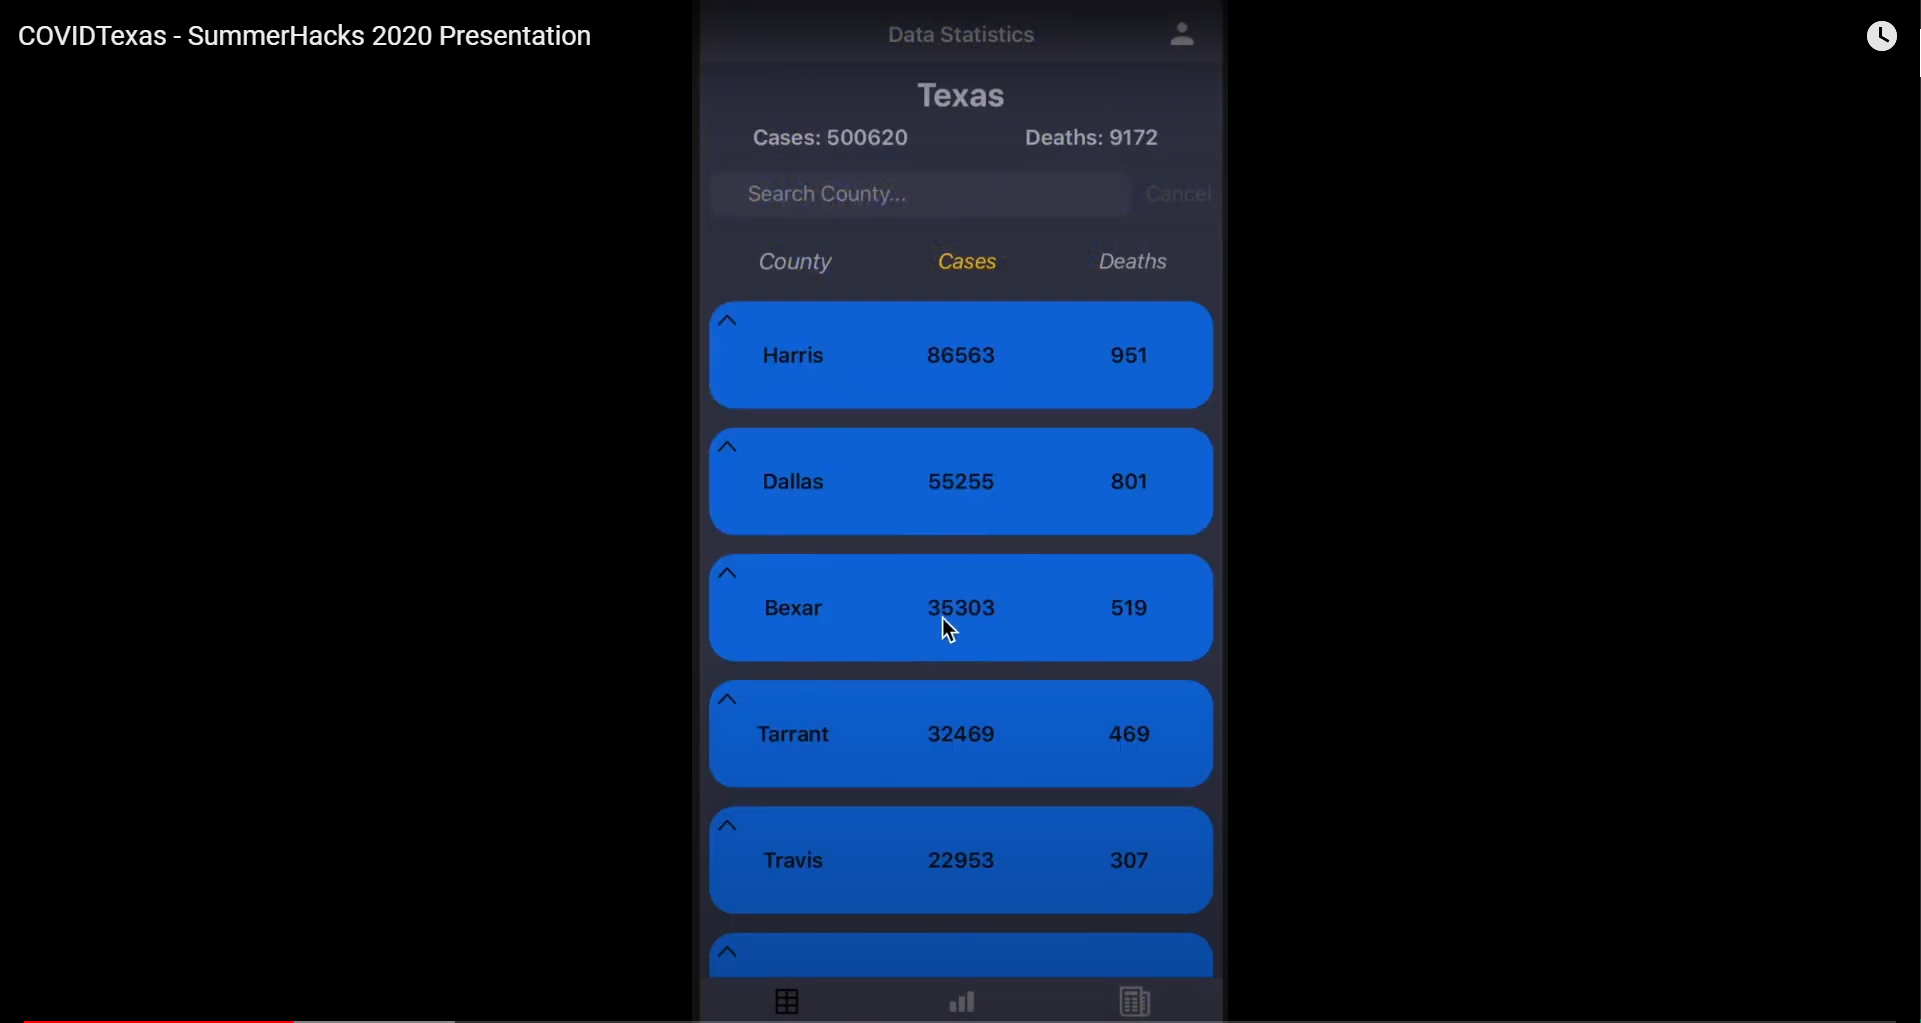 COVIDTexas - SummerHacks 2020 Presentation
Data Statistics
Texas
Cases: 500620 Deaths: 9172
Search County... Cancel
County Cases Deaths
Harris 86563 951
Dallas 55255 801
Bexar 35303 519
Tarrant 32469 469
Travis 22953 307